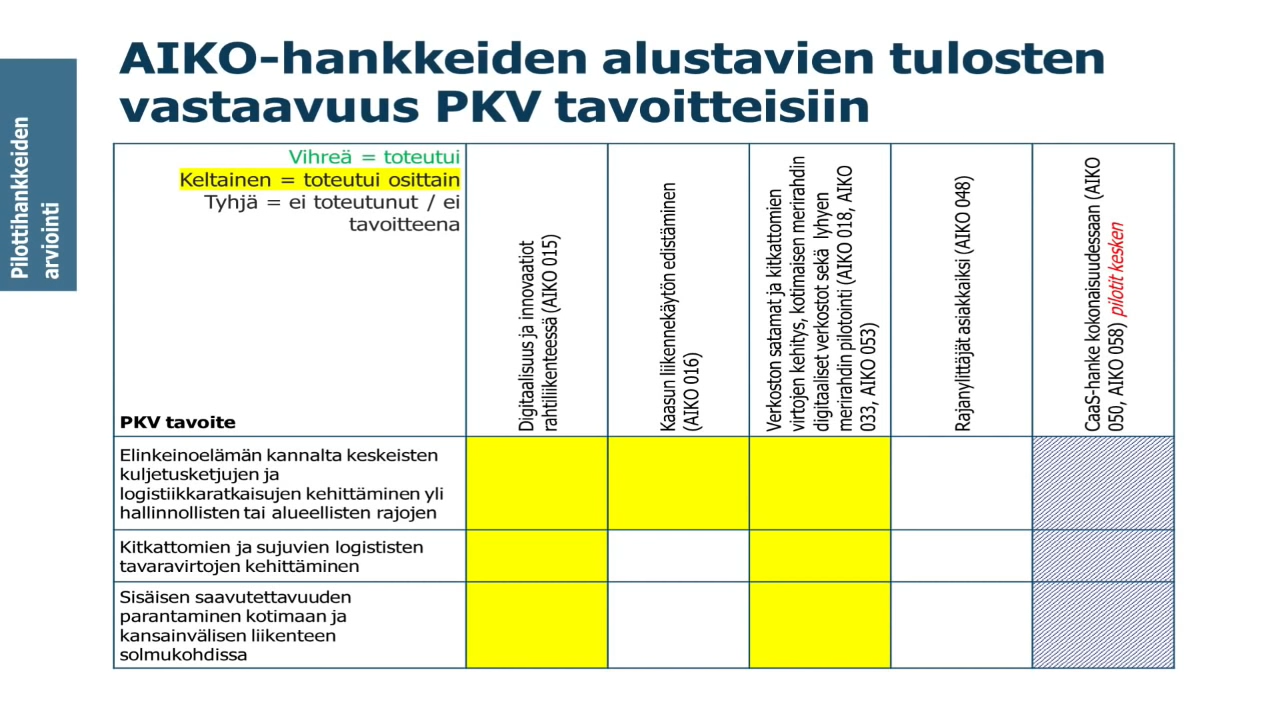 Pilottihankkeiden
arviointi
AIKO-hankkeiden alustavien tulosten
vastaavuus PKV tavoitteisiin
Vihreä = toteutui
Keltainen = toteutui osittain
Tyhjä = ei toteutunut / ei
tavoitteena
PKV tavoite
Digitaalisuus ja innovaatiot
rahtiliikenteessä (AIKO 015)
Kaasun liikennekäytön edistäminen
(AIKO 016)
Verkoston satamat ja kitkattomien
virtojen kehitys, kotimaisen merirahdin
digitaaliset verkostot sekä lyhyen
merirahdin pilotointi (AIKO 018, AIKO
033, AIKO 053)
Rajanylittäjät asiakkaiksi (AIKO 048)
CaaS-hanke kokonaisuudessaan (AIKO
050, AIKO 058) pilotit kesken
Elinkeinoelämän kannalta keskeisten
kuljetusketjujen ja
logistiikkaratkaisujen kehittäminen yli
hallinnollisten tai alueellisten rajojen
Kitkattomien ja sujuvien logististen
tavaravirtojen kehittäminen
Sisäisen saavutettavuuden
parantaminen kotimaan ja
kansainvälisen liikenteen
solmukohdissa